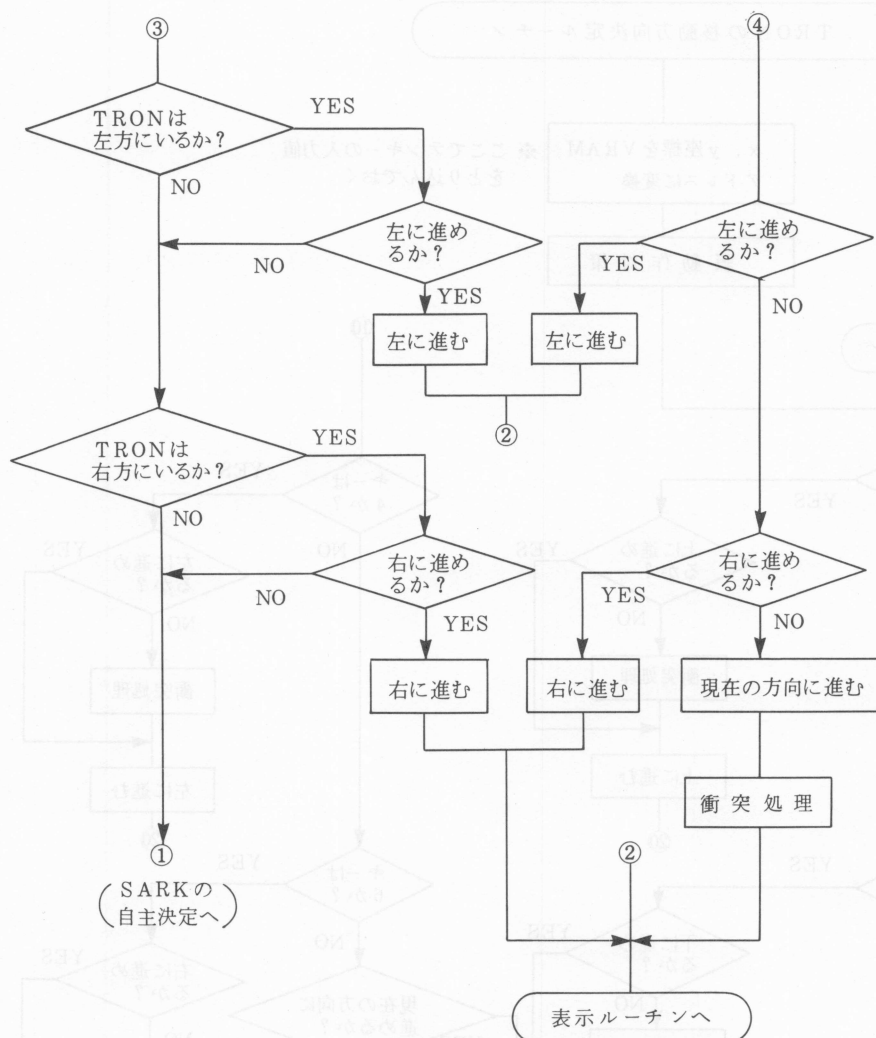 ③
④
TRONは
左方にいるか？
YES
NO
左に進め
るか？
NO
YES
左に進め
るか？
YES
NO
左に進む
左に進む
②
TRONは
右方にいるか？
YES
NO
右に進め
るか？
NO
YES
右に進め
るか？
YES
NO
右に進む
右に進む
現在の方向に進む
衝突処理
①
(SARKの
自主決定へ)
②
表示ルーチンへ